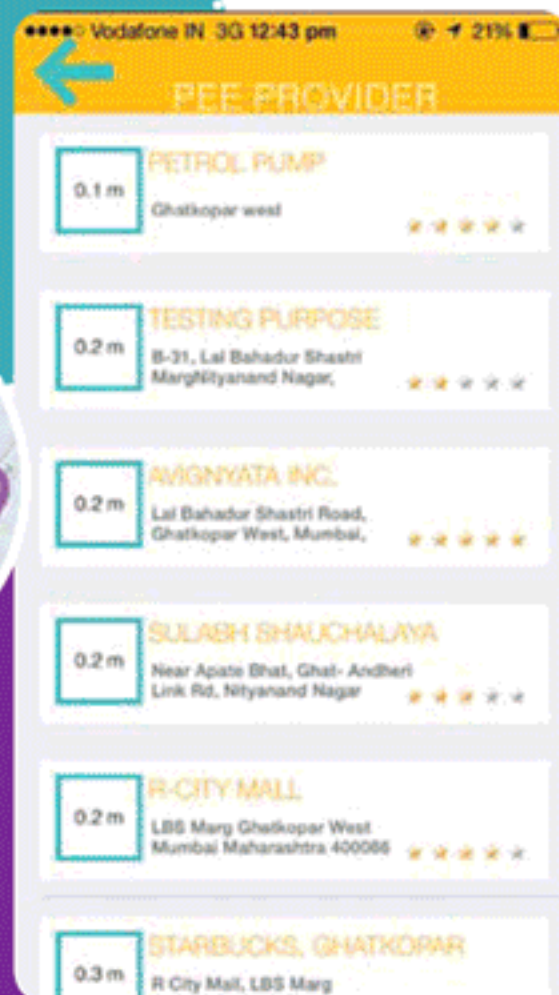 Vodafone IN 3G 12:43 pm 21%
PEE PROVIDER
PETROL PUMP
0.1 m
Ghatkopar west
TESTING PURPOSE
0.2 m
B-31, Lal Bahadur Shastri
MargNityanand Nagar,
AVIGNYATA INC.
0.2 m
Lal Bahadur Shastri Road,
Ghatkopar West, Mumbai,
SULABH SHAUCHALAYA
0.2 m
Near Apate Bhat, Ghat- Andheri
Link Rd, Nityanand Nagar
R-CITY MALL
0.2 m
LBS Marg Ghatkopar West
Mumbai Maharashtra 400086
STARBUCKS, GHATKOPAR
0.3 m
R City Mall, LBS Marg